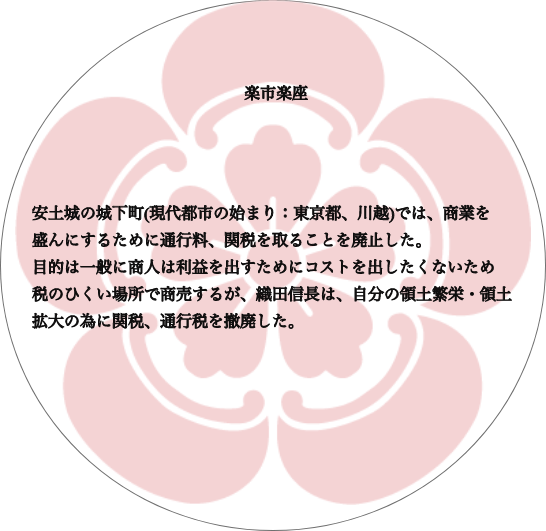 楽市楽座
安土城の城下町(現代都市の始まり：東京都、川越)では、商業を
盛んにするために通行料、関税を取ることを廃止した。
目的は一般に商人は利益を出すためにコストを出したくないため
税のひくい場所で商売するが、織田信長は、自分の領土繁栄・領土
拡大の為に関税、通行税を撤廃した。